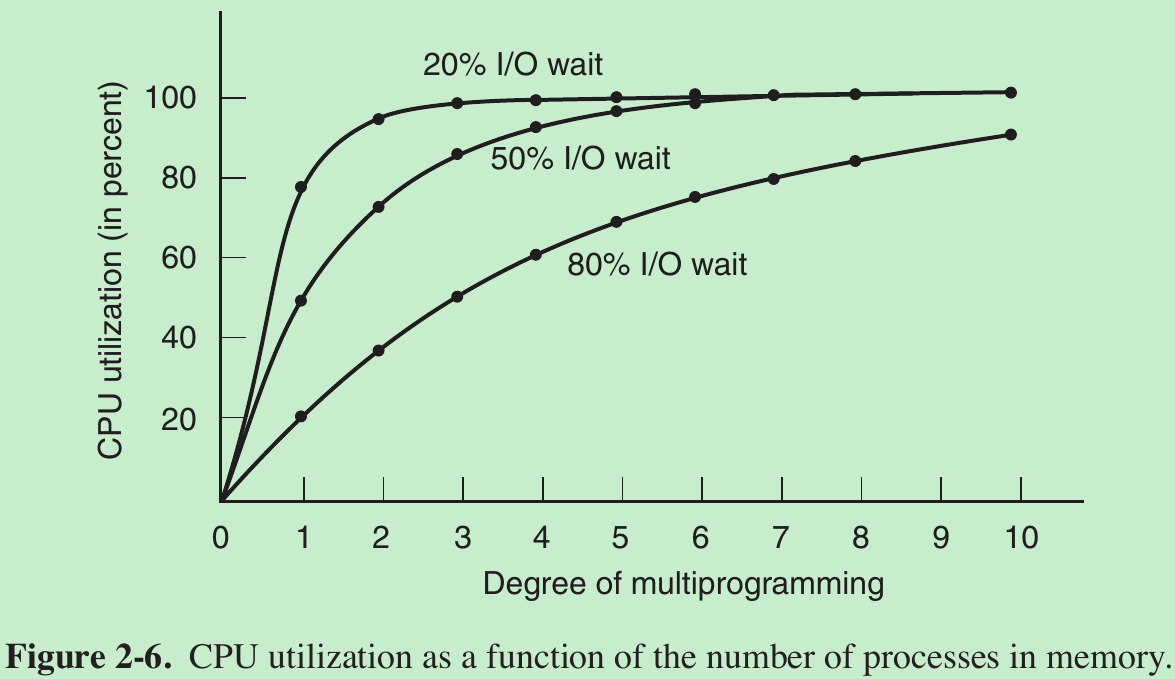 20% I/O wait
100
50% I/O wait
80
60
80% I/O wait
40
20
CPU utilization (in percent)
0 1 2 3 4 5 6 7 8 9 10
Degree of multiprogramming
Figure 2-6. CPU utilization as a function of the number of processes in memory.